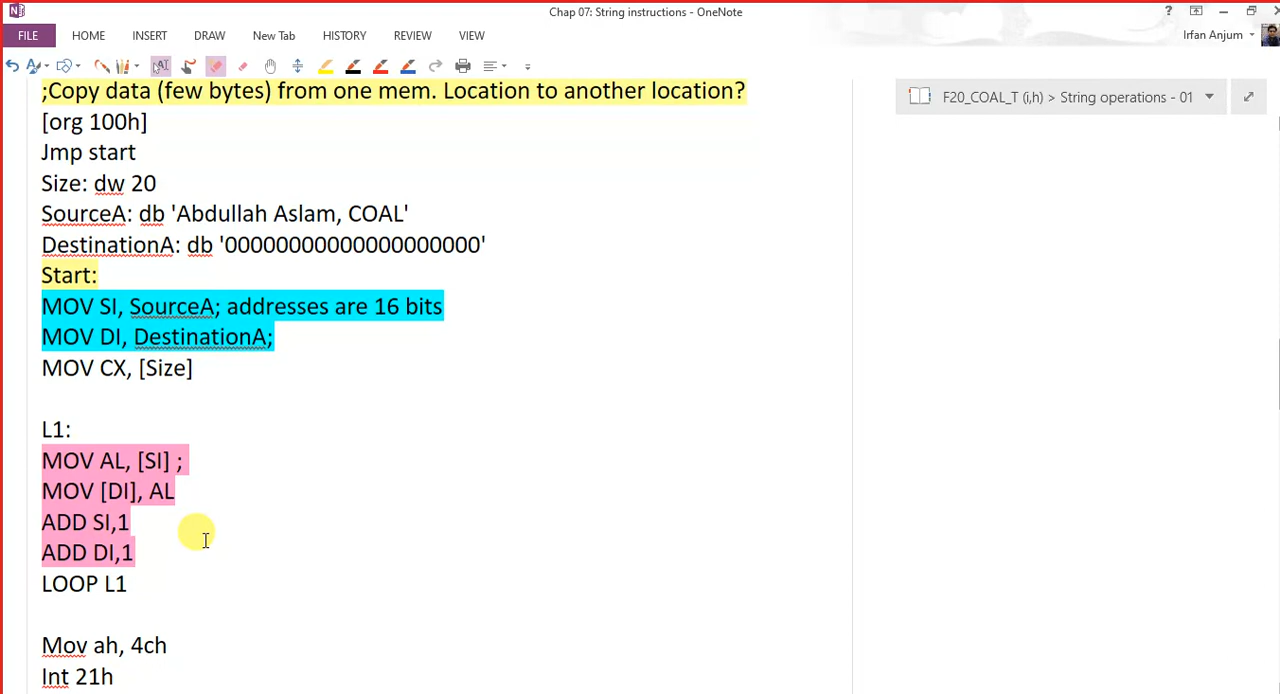 Chap 07: String instructions - OneNote
?
FILE HOME INSERT DRAW New Tab HISTORY REVIEW VIEW
Irfan Anjum
;Copy data (few bytes) from one mem. Location to another location?
F20_COAL_T (i,h) > String operations - 01
[org 100h]
Jmp start
Size: dw 20
SourceA: db 'Abdullah Aslam, COAL'
DestinationA: db '00000000000000000000'
Start:
MOV SI, SourceA; addresses are 16 bits
MOV DI, DestinationA;
MOV CX, [Size]
L1:
MOV AL, [SI] ;
MOV [DI], AL
ADD SI,1
ADD DI,1
LOOP L1
Mov ah, 4ch
Int 21h